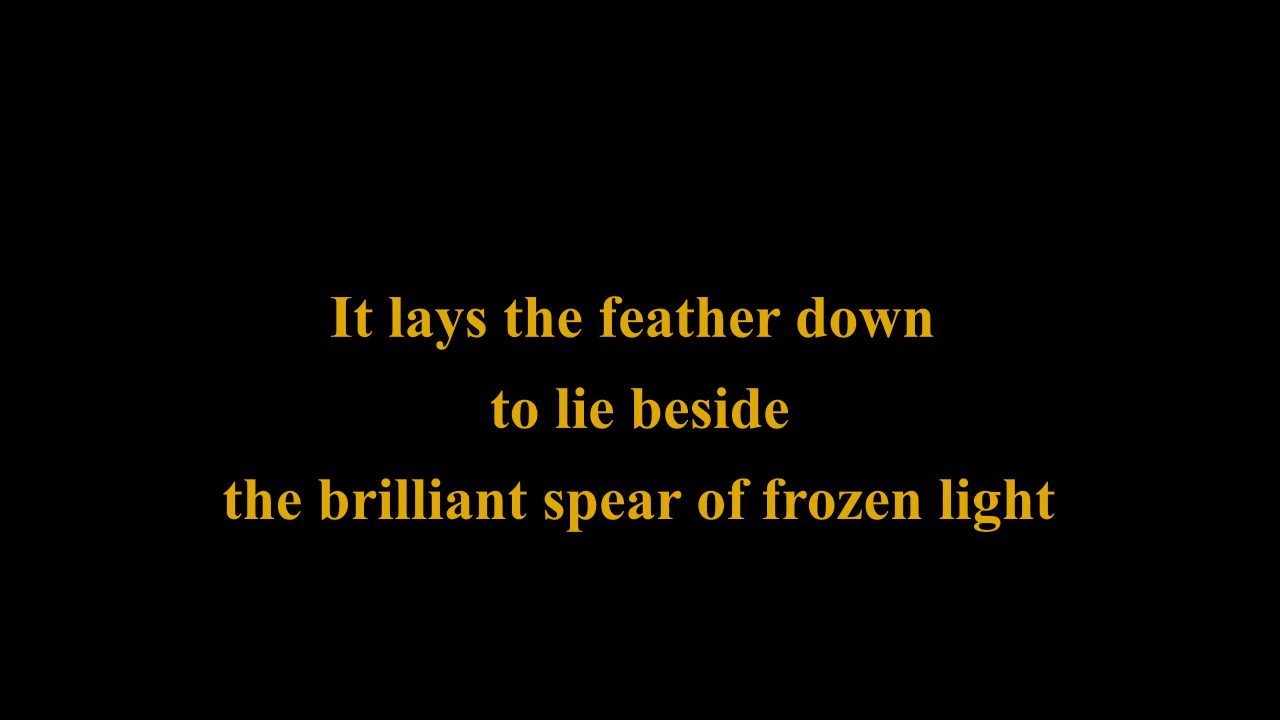 It lays the feather down
to lie beside
the brilliant spear of frozen light